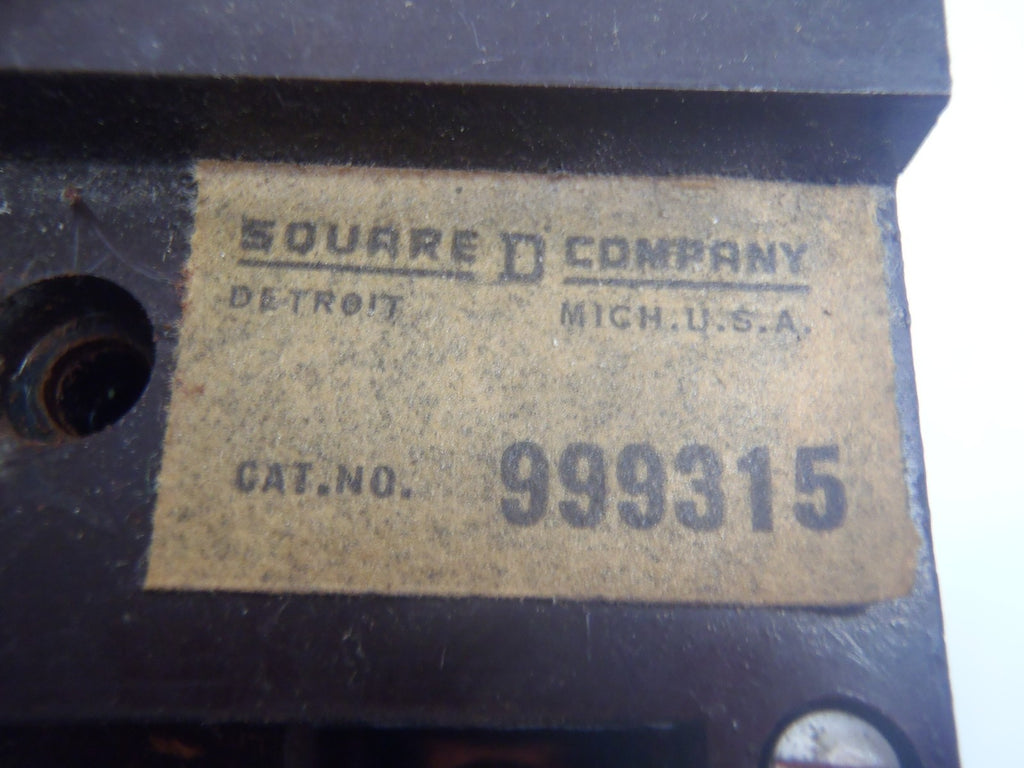 SQUARE D COMPANY
DETROIT MICH.U.S.A.
CAT.NO. 999315